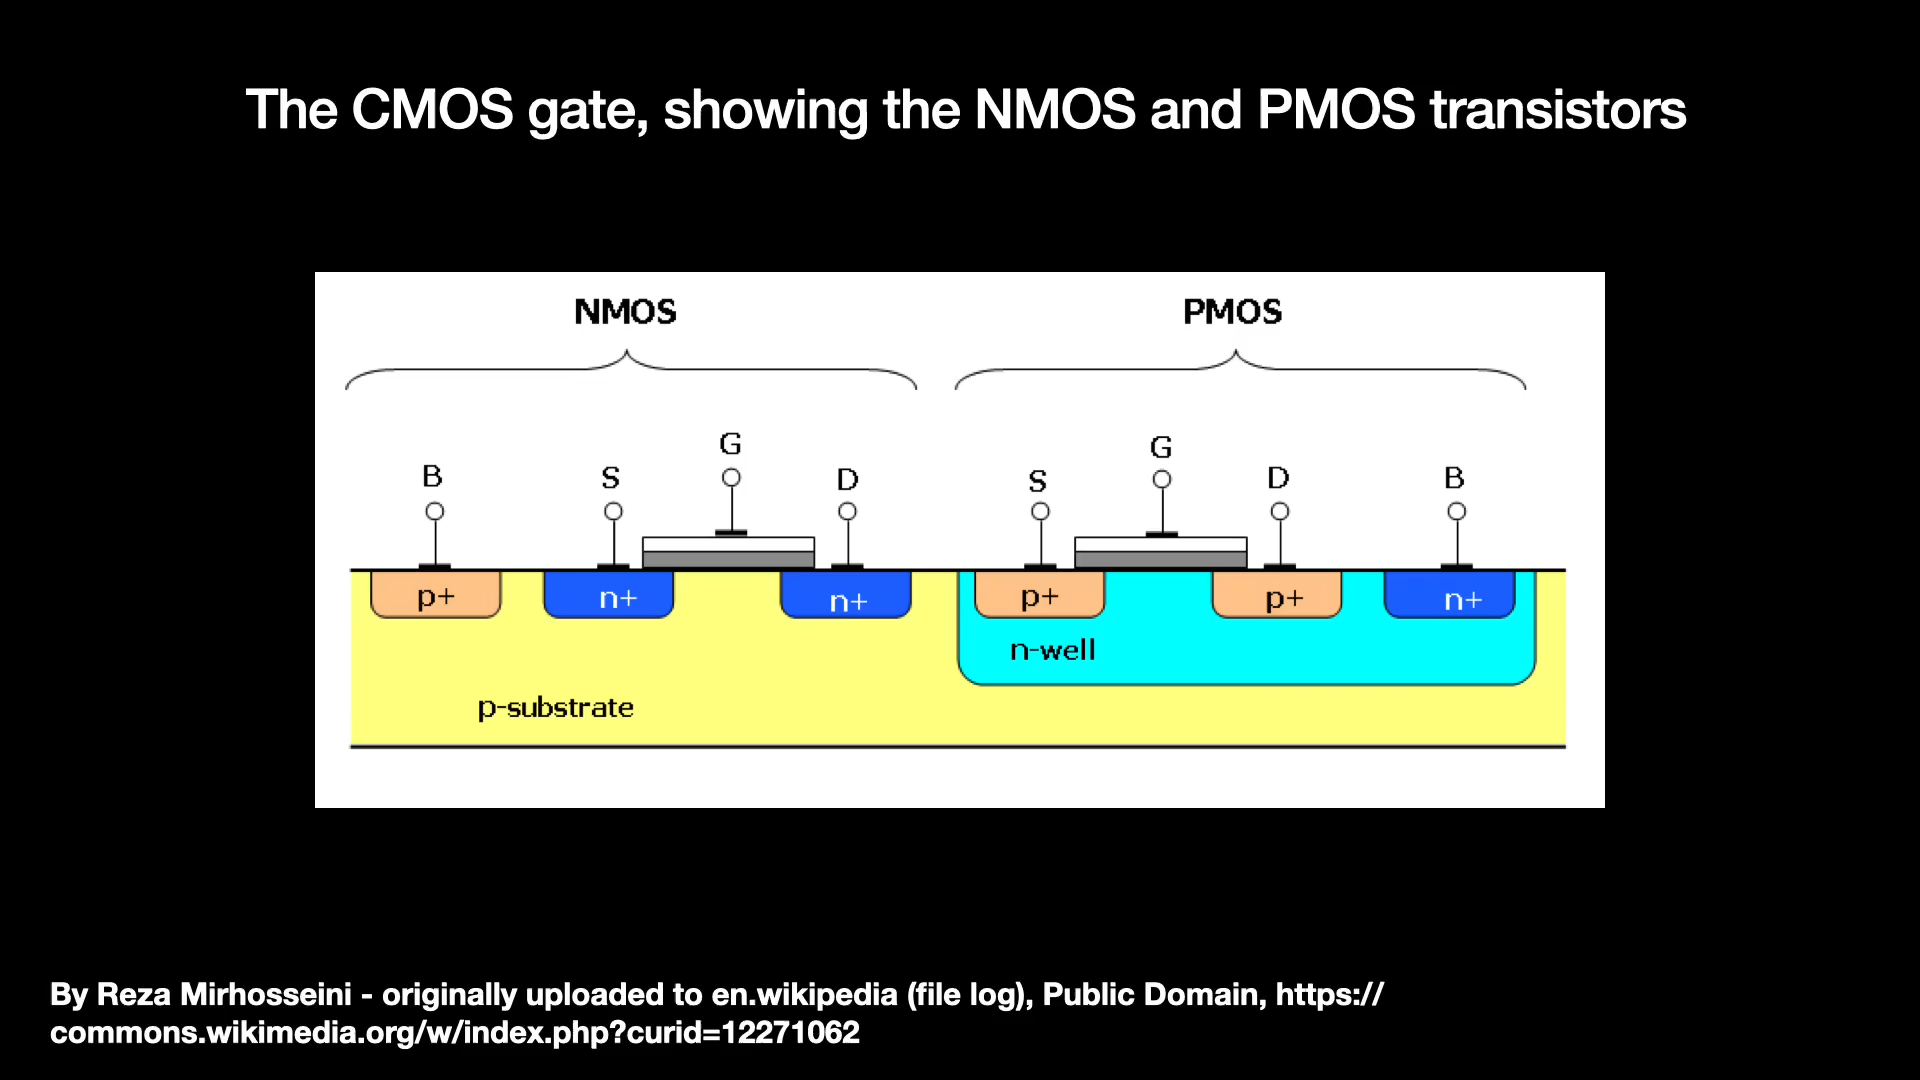 The CMOS gate, showing the NMOS and PMOS transistors
NMOS
PMOS
B
S
G
D
S
G
D
B
p+
n+
n+
p+
p+
n+
n-well
p-substrate
By Reza Mirhosseini - originally uploaded to en.wikipedia (file log), Public Domain, https://
commons.wikimedia.org/w/index.php?curid=12271062